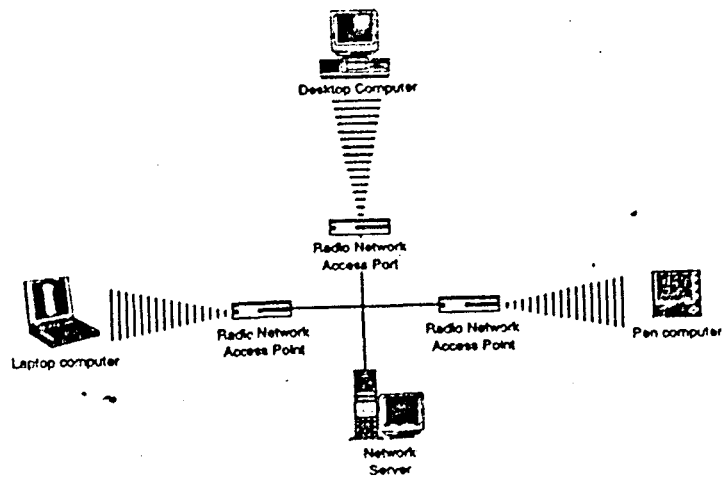 Desktop Computer
Radio Network
Access Port
Radio Network
Access Point
Radio Network
Access Point
Laptop computer
Pen computer
Network
Server